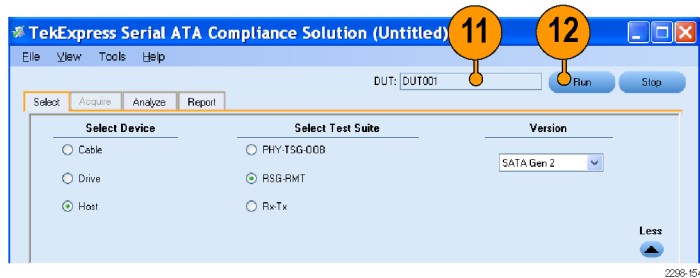 TekExpress Serial ATA Compliance Solution (Untitled)
11
12
File View Tools Help
DUT: DUT001
Run
Stop
Select Acquire Analyze Report
Select Device Select Test Suite Version
Cable PHY-TSG-OOB
SATA Gen 2
Drive RSG-RMT
Host Rx-Tx
Less